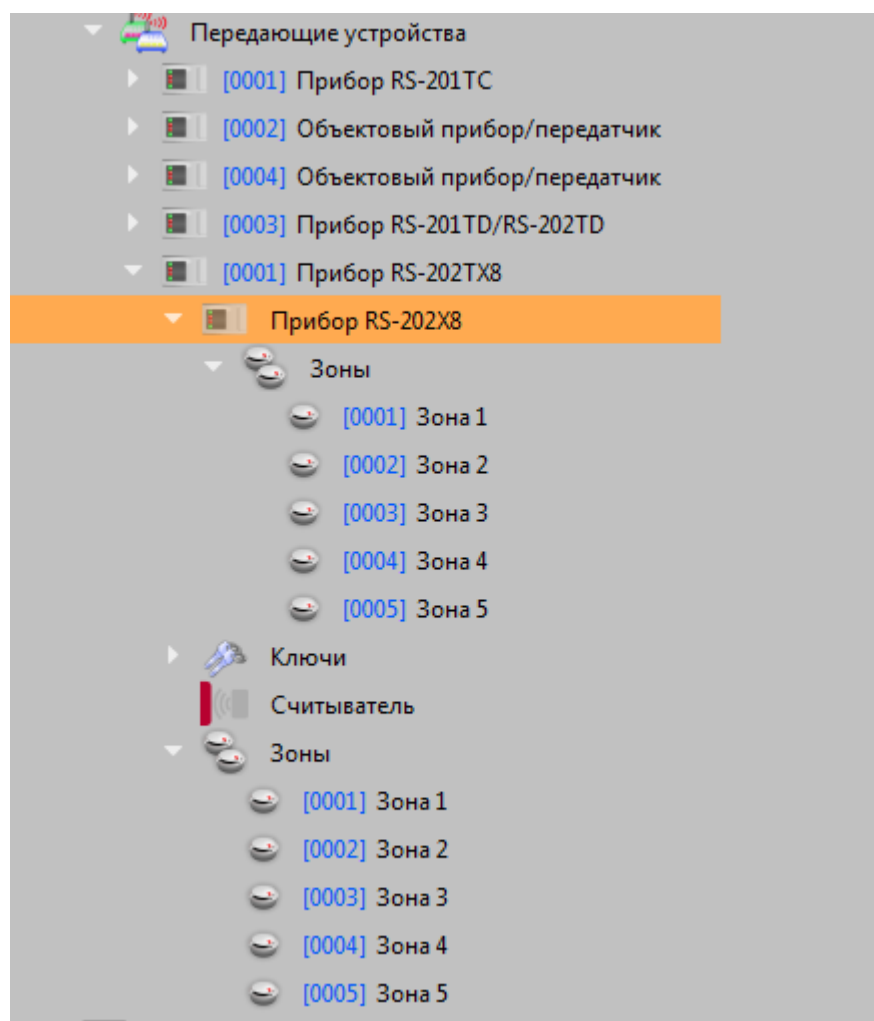 Передающие устройства
[0001] Прибор RS-201TC
[0002] Объектовый прибор/передатчик
[0004] Объектовый прибор/передатчик
[0003] Прибор RS-201TD/RS-202TD
[0001] Прибор RS-202TX8
Прибор RS-202X8
Зоны
[0001] Зона 1
[0002] Зона 2
[0003] Зона 3
[0004] Зона 4
[0005] Зона 5
Ключи
Считыватель
Зоны
[0001] Зона 1
[0002] Зона 2
[0003] Зона 3
[0004] Зона 4
[0005] Зона 5